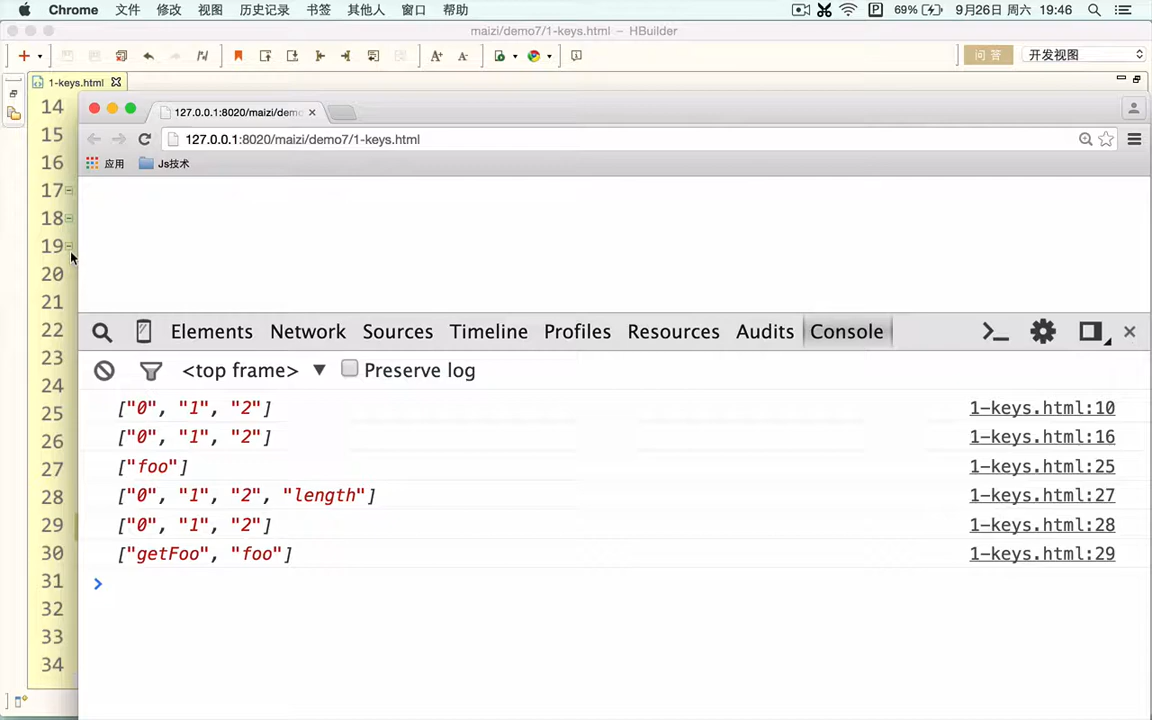 Chrome 文件 修改 视图 历史记录 书签 其他人 窗口 帮助 P 69% 9月26日 周六 19:46
maizi/demo7/1-keys.html — HBuilder
A+ A- 问 答 开发视图
1-keys.html
14
15
16
17
18
19
20
21
22
23
24
25
26
27
28
29
30
31
32
33
34
127.0.0.1:8020/maizi/dem
127.0.0.1:8020/maizi/demo7/1-keys.html
应用 Js技术
Elements Network Sources Timeline Profiles Resources Audits Console
<top frame> ▼ Preserve log
["0", "1", "2"] 1-keys.html:10
["0", "1", "2"] 1-keys.html:16
["foo"] 1-keys.html:25
["0", "1", "2", "length"] 1-keys.html:27
["0", "1", "2"] 1-keys.html:28
["getFoo", "foo"] 1-keys.html:29
>